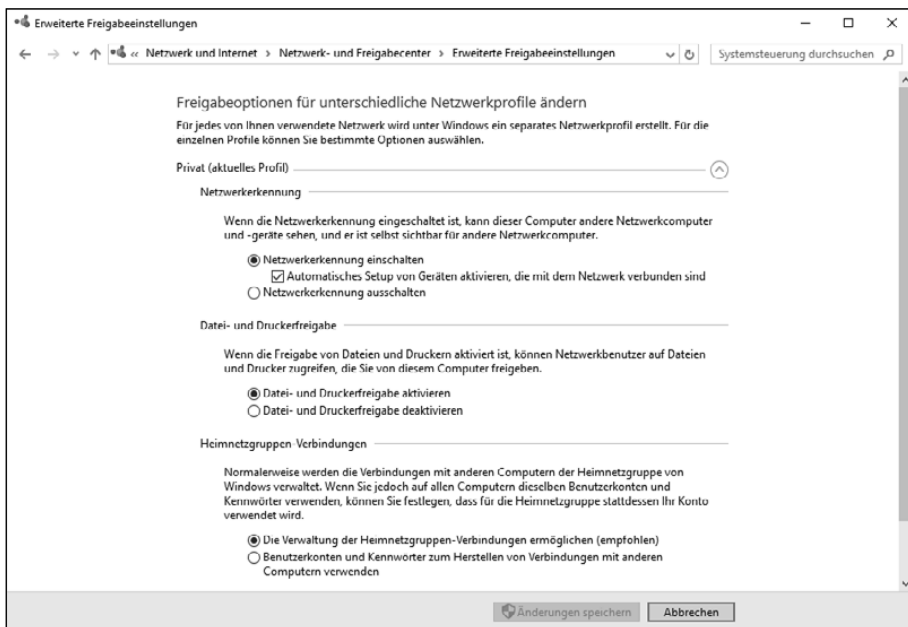 Erweiterte Freigabeeinstellungen
« Netzwerk und Internet > Netzwerk- und Freigabecenter > Erweiterte Freigabeeinstellungen
Systemsteuerung durchsuchen
Freigabeoptionen für unterschiedliche Netzwerkprofile ändern
Für jedes von Ihnen verwendete Netzwerk wird unter Windows ein separates Netzwerkprofil erstellt. Für die
einzelnen Profile können Sie bestimmte Optionen auswählen.
Privat (aktuelles Profil)
Netzwerkerkennung
Wenn die Netzwerkerkennung eingeschaltet ist, kann dieser Computer andere Netzwerkcomputer
und -geräte sehen, und er ist selbst sichtbar für andere Netzwerkcomputer.
Netzwerkerkennung einschalten
Automatisches Setup von Geräten aktivieren, die mit dem Netzwerk verbunden sind
Netzwerkerkennung ausschalten
Datei- und Druckerfreigabe
Wenn die Freigabe von Dateien und Druckern aktiviert ist, können Netzwerkbenutzer auf Dateien
und Drucker zugreifen, die Sie von diesem Computer freigeben.
Datei- und Druckerfreigabe aktivieren
Datei- und Druckerfreigabe deaktivieren
Heimnetzgruppen-Verbindungen
Normalerweise werden die Verbindungen mit anderen Computern der Heimnetzgruppe von
Windows verwaltet. Wenn Sie jedoch auf allen Computern dieselben Benutzerkonten und
Kennwörter verwenden, können Sie festlegen, dass für die Heimnetzgruppe stattdessen Ihr Konto
verwendet wird.
Die Verwaltung der Heimnetzgruppen-Verbindungen ermöglichen (empfohlen)
Benutzerkonten und Kennwörter zum Herstellen von Verbindungen mit anderen
Computern verwenden
Änderungen speichern
Abbrechen